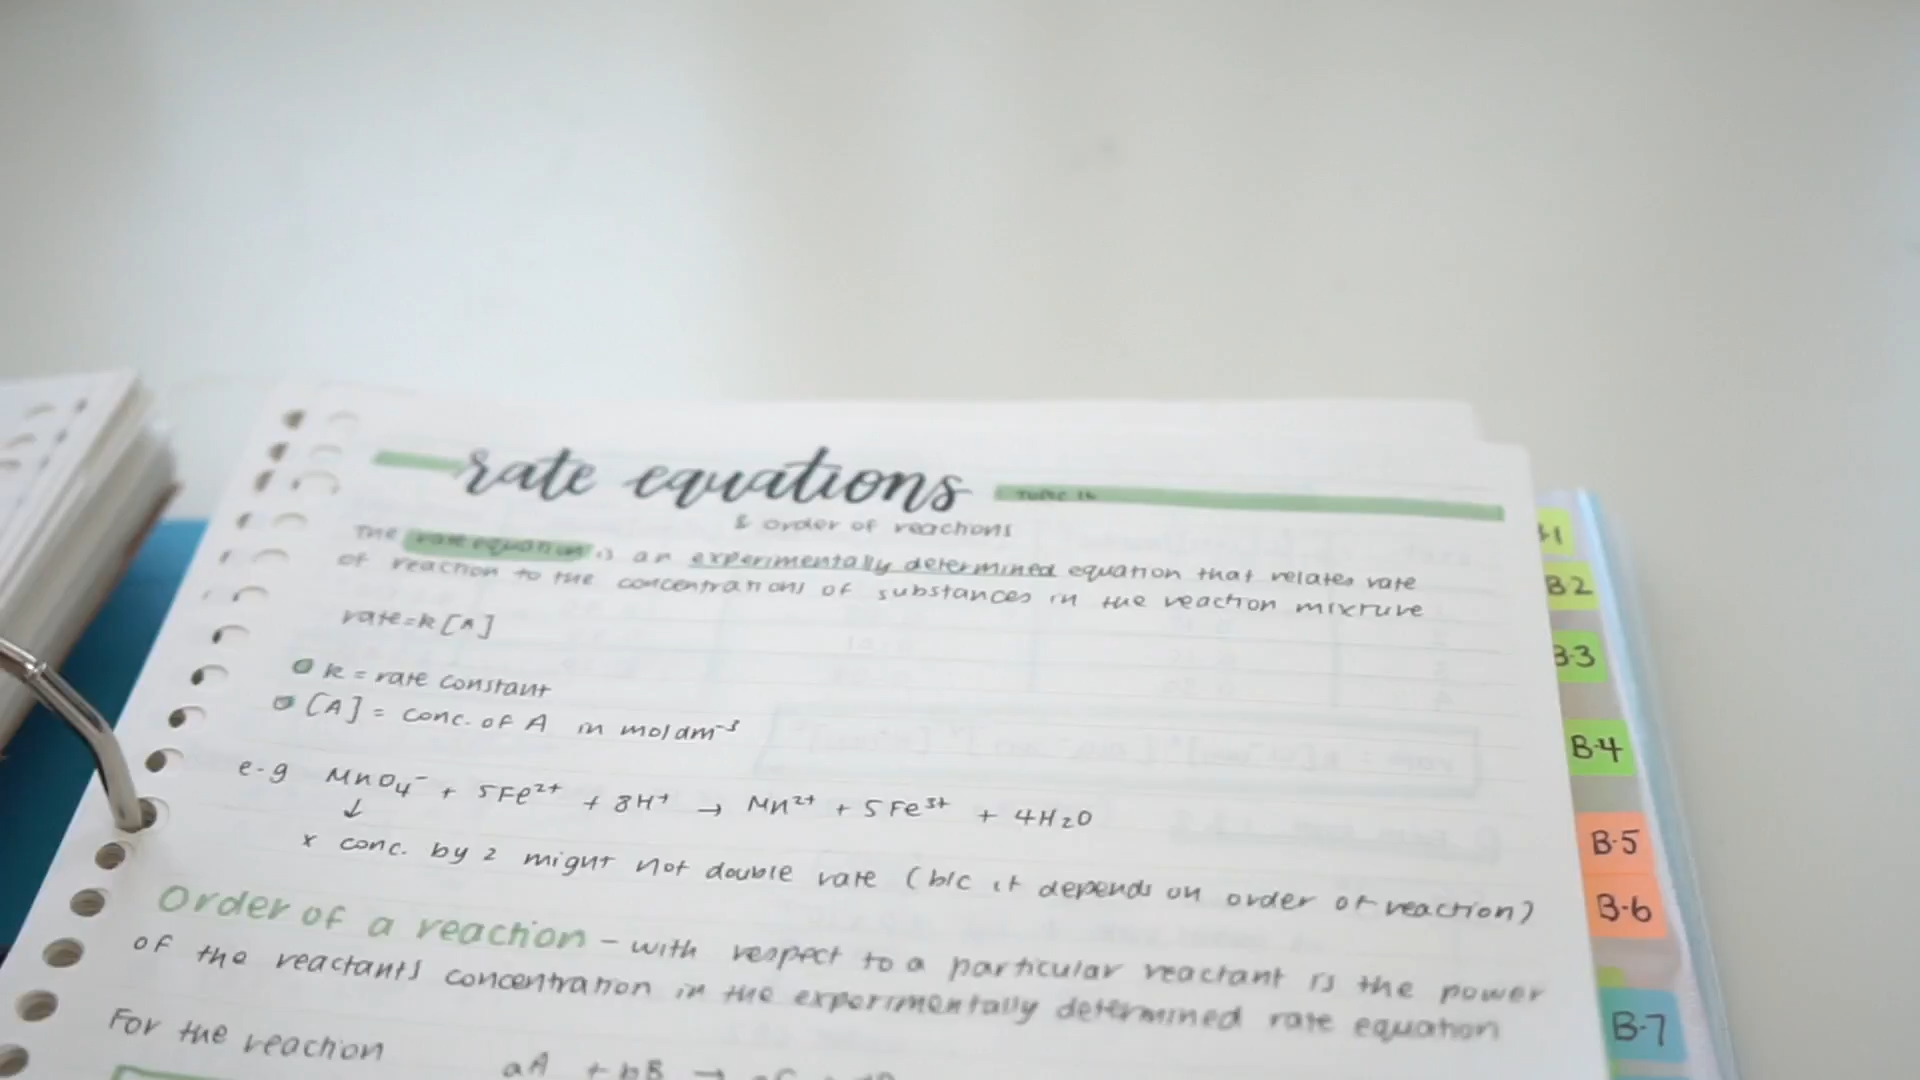 rate equations
TOPIC 16
& order of reactions
The rate equation is an experimentally determined equation that relates rate
of reaction to the concentrations of substances in the reaction mixture
rate=k[A]
k = rate constant
[A] = conc. of A in moldm⁻³
e.g MnO₄⁻ + 5Fe²⁺ + 8H⁺ → Mn²⁺ + 5Fe³⁺ + 4H₂O
↓
x conc. by 2 might not double rate (b/c it depends on order of reaction)
Order of a reaction - with respect to a particular reactant is the power
of the reactants concentration in the experimentally determined rate equation
For the reaction
aA + bB →
B-2
B-3
B-4
B-5
B-6
B-7